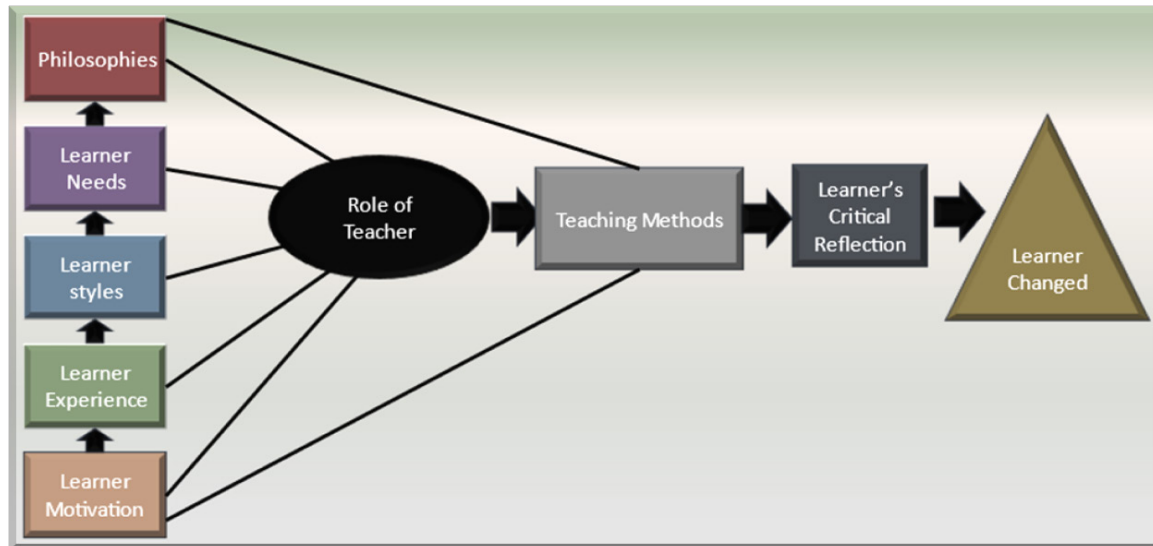 Philosophies
Learner
Needs
Learner
styles
Learner
Experience
Learner
Motivation
Role of
Teacher
Teaching Methods
Learner's
Critical
Reflection
Learner
Changed